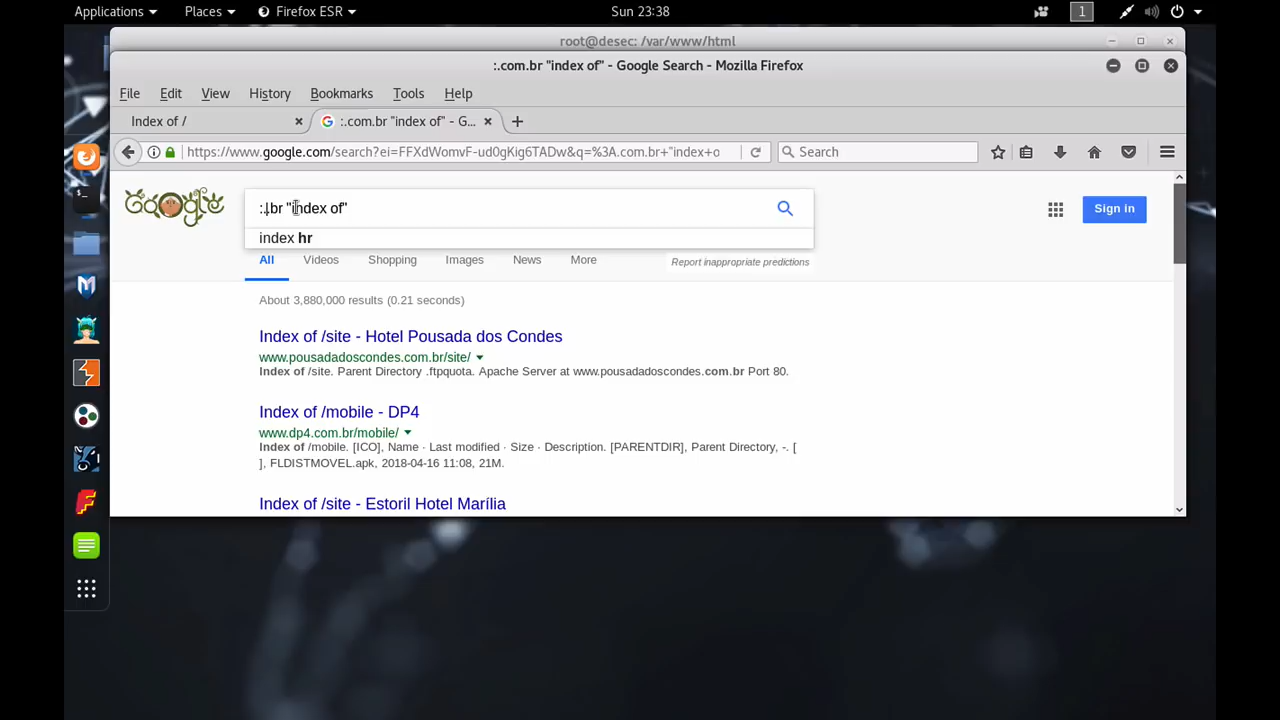 Applications Places Firefox ESR Sun 23:38 1
root@desec: /var/www/html
:.com.br "index of" - Google Search - Mozilla Firefox
File Edit View History Bookmarks Tools Help
Index of / :.com.br "index of" - G...
https://www.google.com/search?ei=FFXdWomvF-ud0gKig6TADw&q=%3A.com.br+"index+o Search
Google :.br "index of" Sign in
index hr
All Videos Shopping Images News More Report inappropriate predictions
About 3,880,000 results (0.21 seconds)
Index of /site - Hotel Pousada dos Condes
www.pousadadoscondes.com.br/site/
Index of /site. Parent Directory .ftpquota. Apache Server at www.pousadadoscondes.com.br Port 80.
Index of /mobile - DP4
www.dp4.com.br/mobile/
Index of /mobile. [ICO], Name · Last modified · Size · Description. [PARENTDIR], Parent Directory, -. [
], FLDISTMOVEL.apk, 2018-04-16 11:08, 21M.
Index of /site - Estoril Hotel Marília